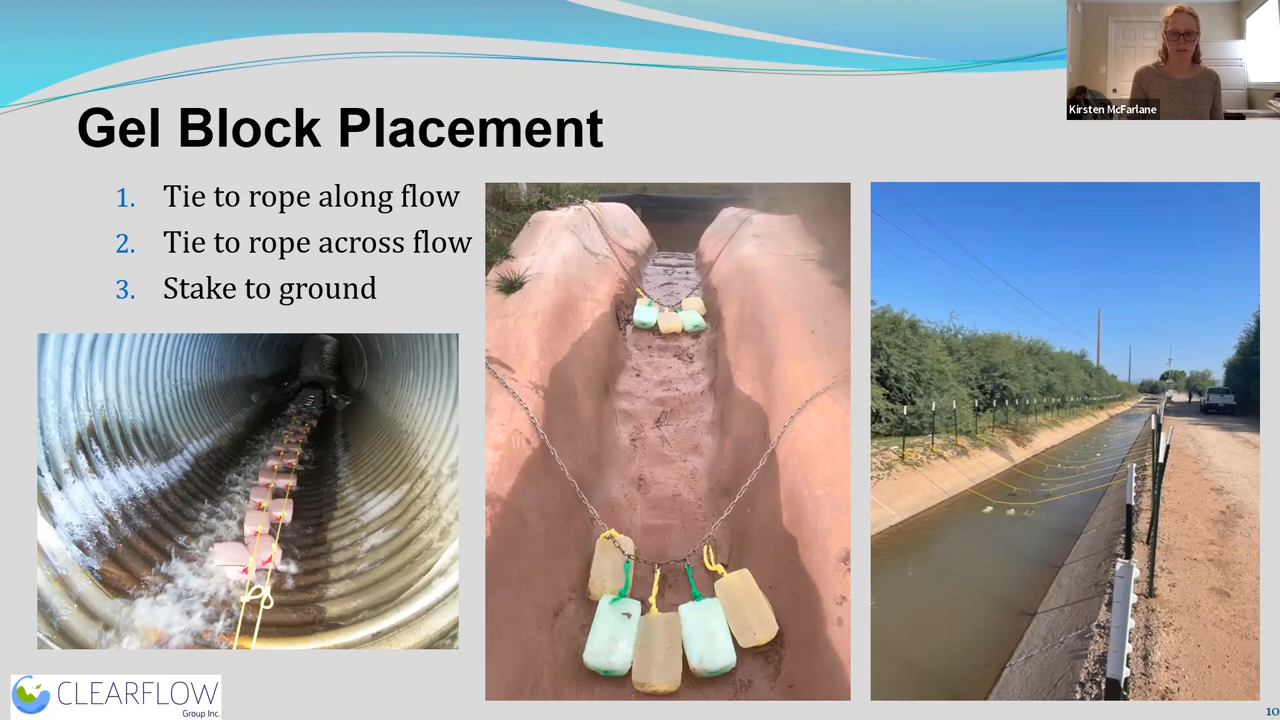 Kirsten McFarlane
Gel Block Placement
1. Tie to rope along flow
2. Tie to rope across flow
3. Stake to ground
CLEARFLOW
Group Inc.
10